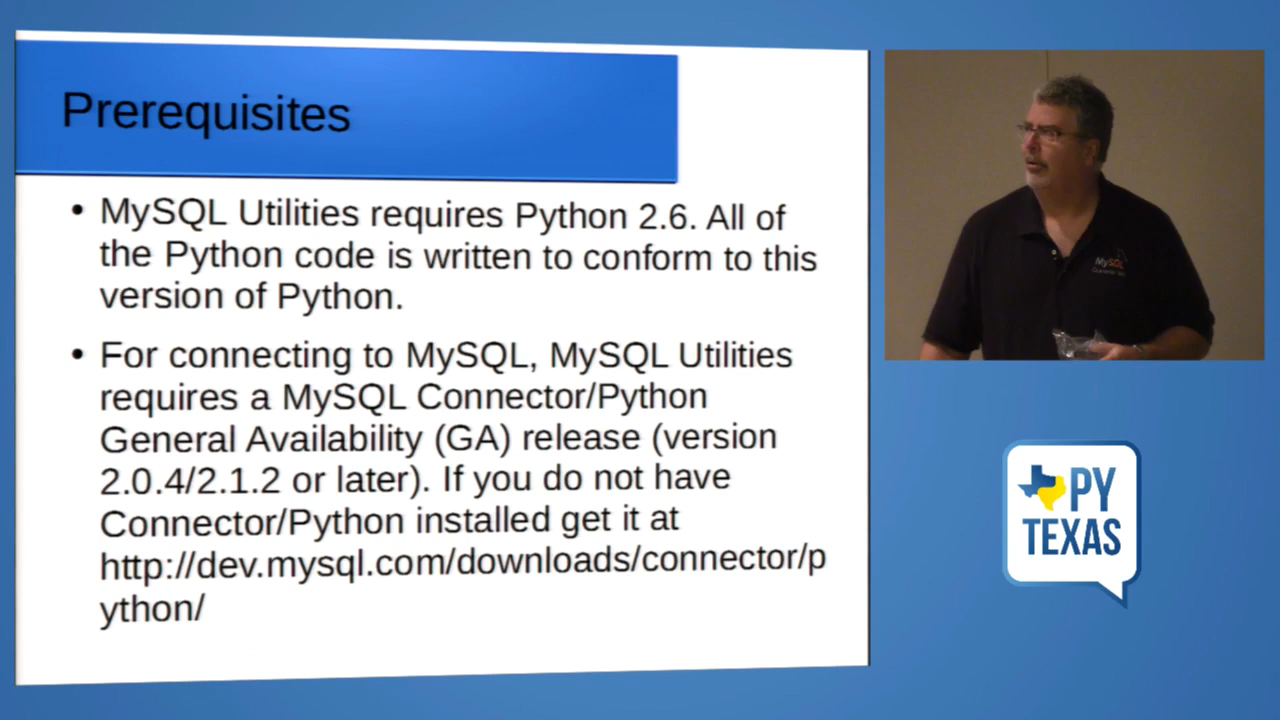 Prerequisites
• MySQL Utilities requires Python 2.6. All of
the Python code is written to conform to this
version of Python.
• For connecting to MySQL, MySQL Utilities
requires a MySQL Connector/Python
General Availability (GA) release (version
2.0.4/2.1.2 or later). If you do not have
Connector/Python installed get it at
http://dev.mysql.com/downloads/connector/p
ython/
MySQL
PY
TEXAS